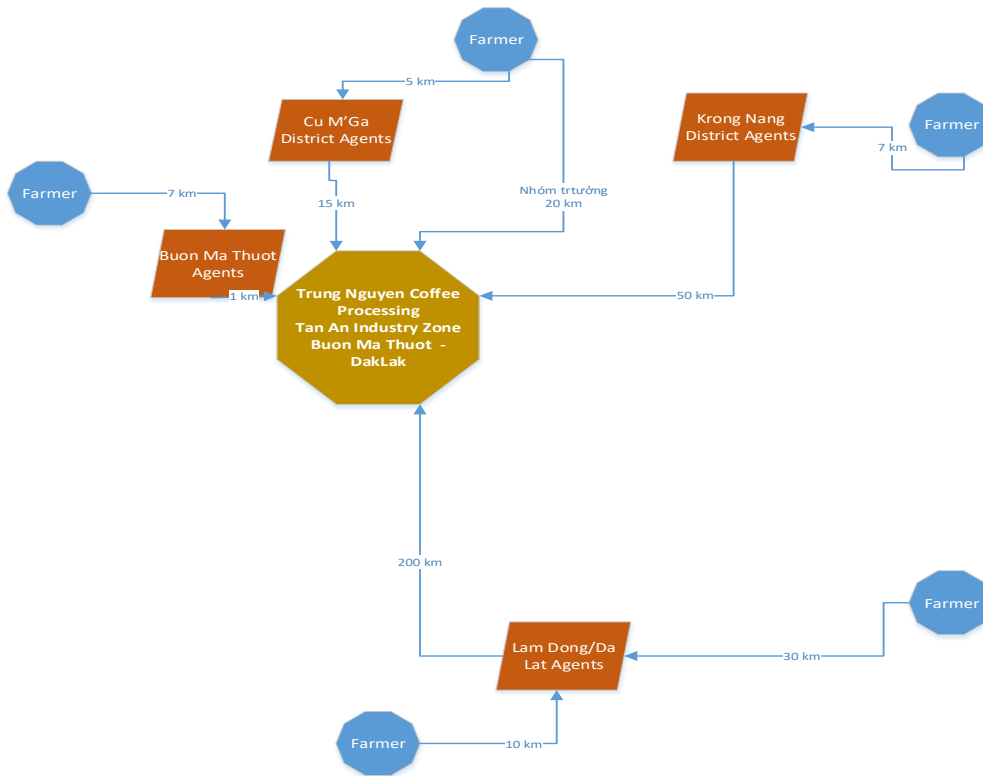 Farmer
5 km
Cu M'Ga
District Agents
Krong Nang
District Agents
Farmer
7 km
Farmer
7 km
15 km
Nhóm trtưởng
20 km
Buon Ma Thuot
Agents
1 km
Trung Nguyen Coffee
Processing
Tan An Industry Zone
Buon Ma Thuot -
DakLak
50 km
200 km
Farmer
Lam Dong/Da
Lat Agents
30 km
Farmer
10 km